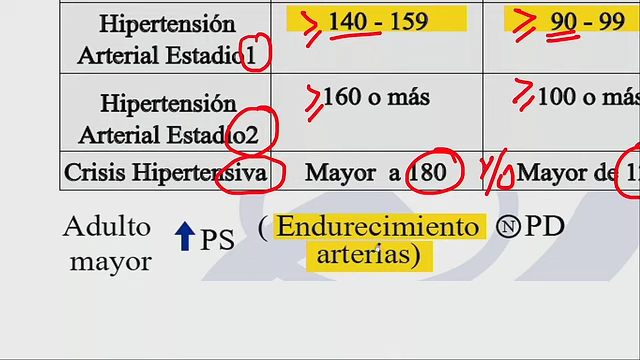 Hipertensión
Arterial Estadio1
≥ 140 - 159
≥ 90 - 99
Hipertensión
Arterial Estadio2
≥ 160 o más
≥ 100 o más
Crisis Hipertensiva
Mayor a 180
y/o
Mayor de
Adulto mayor
↑ PS
(Endurecimiento
arterías)
Ⓝ PD